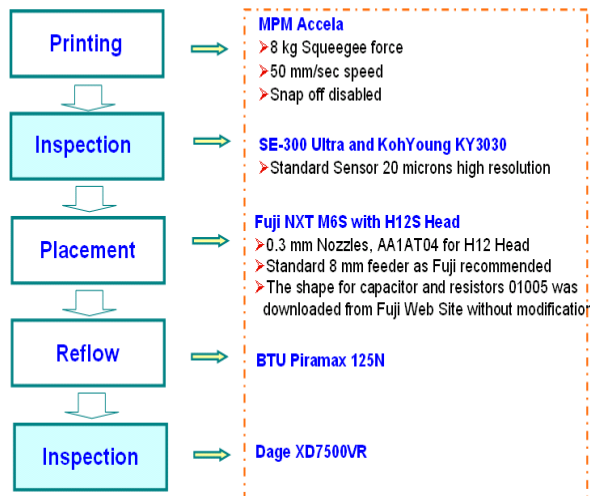 Printing
MPM Accela
8 kg Squeegee force
50 mm/sec speed
Snap off disabled
Inspection
SE-300 Ultra and KohYoung KY3030
Standard Sensor 20 microns high resolution
Placement
Fuji NXT M6S with H12S Head
0.3 mm Nozzles, AA1AT04 for H12 Head
Standard 8 mm feeder as Fuji recommended
The shape for capacitor and resistors 01005 was
downloaded from Fuji Web Site without modification
Reflow
BTU Piramax 125N
Inspection
Dage XD7500VR